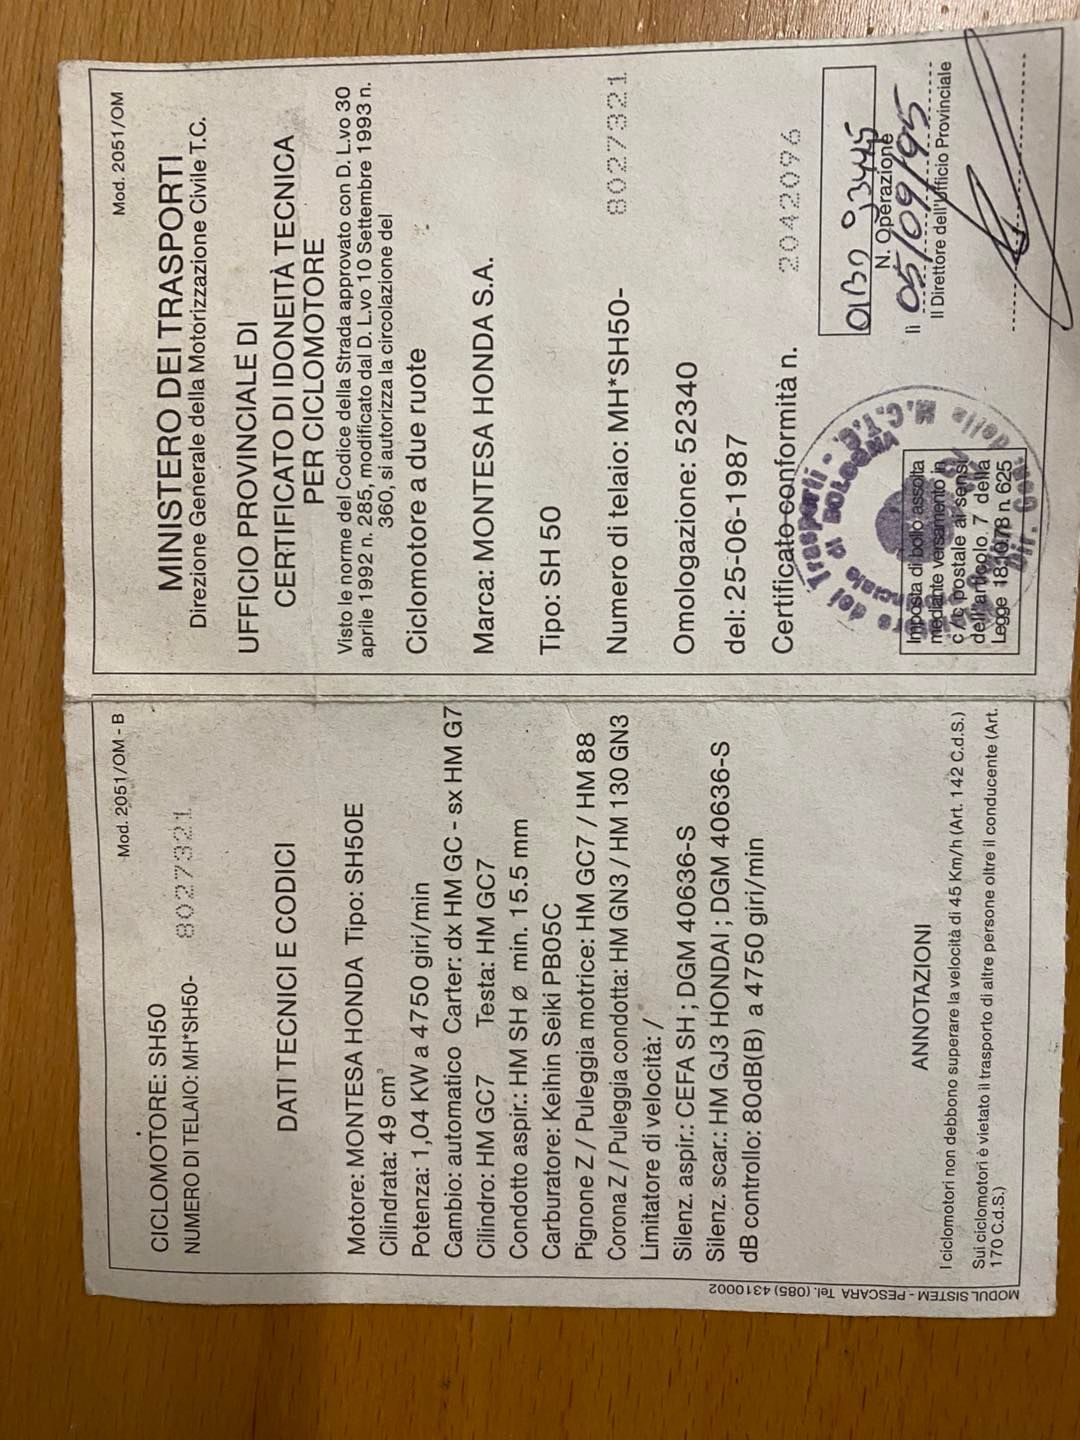 Mod. 2051/OM
MINISTERO DEI TRASPORTI
Direzione Generale della Motorizzazione Civile T.C.
UFFICIO PROVINCIALE DI
CERTIFICATO DI IDONEITÀ TECNICA
PER CICLOMOTORE
Visto le norme del Codice della Strada approvato con D. L.vo 30
aprile 1992 n. 285, modificato dal D. L.vo 10 Settembre 1993 n.
360, si autorizza la circolazione del
Ciclomotore a due ruote
Marca: MONTESA HONDA S.A.
Tipo: SH 50
Numero di telaio: MH*SH50- 8027321
Omologazione: 52340
del: 25-06-1987
Certificato conformità n. 2042096
N. Operazione
li 05/09/95
Il Direttore dell'Ufficio Provinciale
Imposta di bollo assolta
mediante versamento in
c / c postale ai sensi
dell'articolo 7 della
Legge 18.10.78 n. 625
dei Trasporti - M.C.T.C.
di BOLOGNA
Mod. 2051/OM - B
CICLOMOTORE: SH50
NUMERO DI TELAIO: MH*SH50- 8027321
DATI TECNICI E CODICI
Motore: MONTESA HONDA Tipo: SH50E
Cilindrata: 49 cm³
Potenza: 1,04 KW a 4750 giri/min
Cambio: automatico Carter: dx HM GC - sx HM G7
Cilindro: HM GC7 Testa: HM GC7
Condotto aspir.: HM SH Ø min. 15.5 mm
Carburatore: Keihin Seiki PB05C
Pignone Z / Puleggia motrice: HM GC7 / HM 88
Corona Z / Puleggia condotta: HM GN3 / HM 130 GN3
Limitatore di velocità: /
Silenz. aspir.: CEFA SH ; DGM 40636-S
Silenz. scar.: HM GJ3 HONDAI ; DGM 40636-S
dB controllo: 80dB(B) a 4750 giri/min
ANNOTAZIONI
I ciclomotori non debbono superare la velocità di 45 Km/h (Art. 142 C.d.S.)
Sui ciclomotori è vietato il trasporto di altre persone oltre il conducente (Art.
170 C.d.S.)
MODUL SISTEM - PESCARA Tel. (085) 4310002